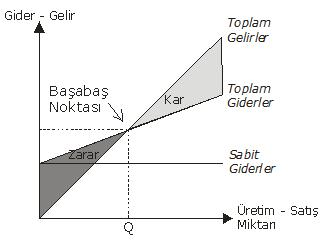 Gider - Gelir
Toplam
Gelirler
Başabaş
Noktası
Kar
Toplam
Giderler
Zarar
Sabit
Giderler
Üretim - Satış
Miktarı
Q